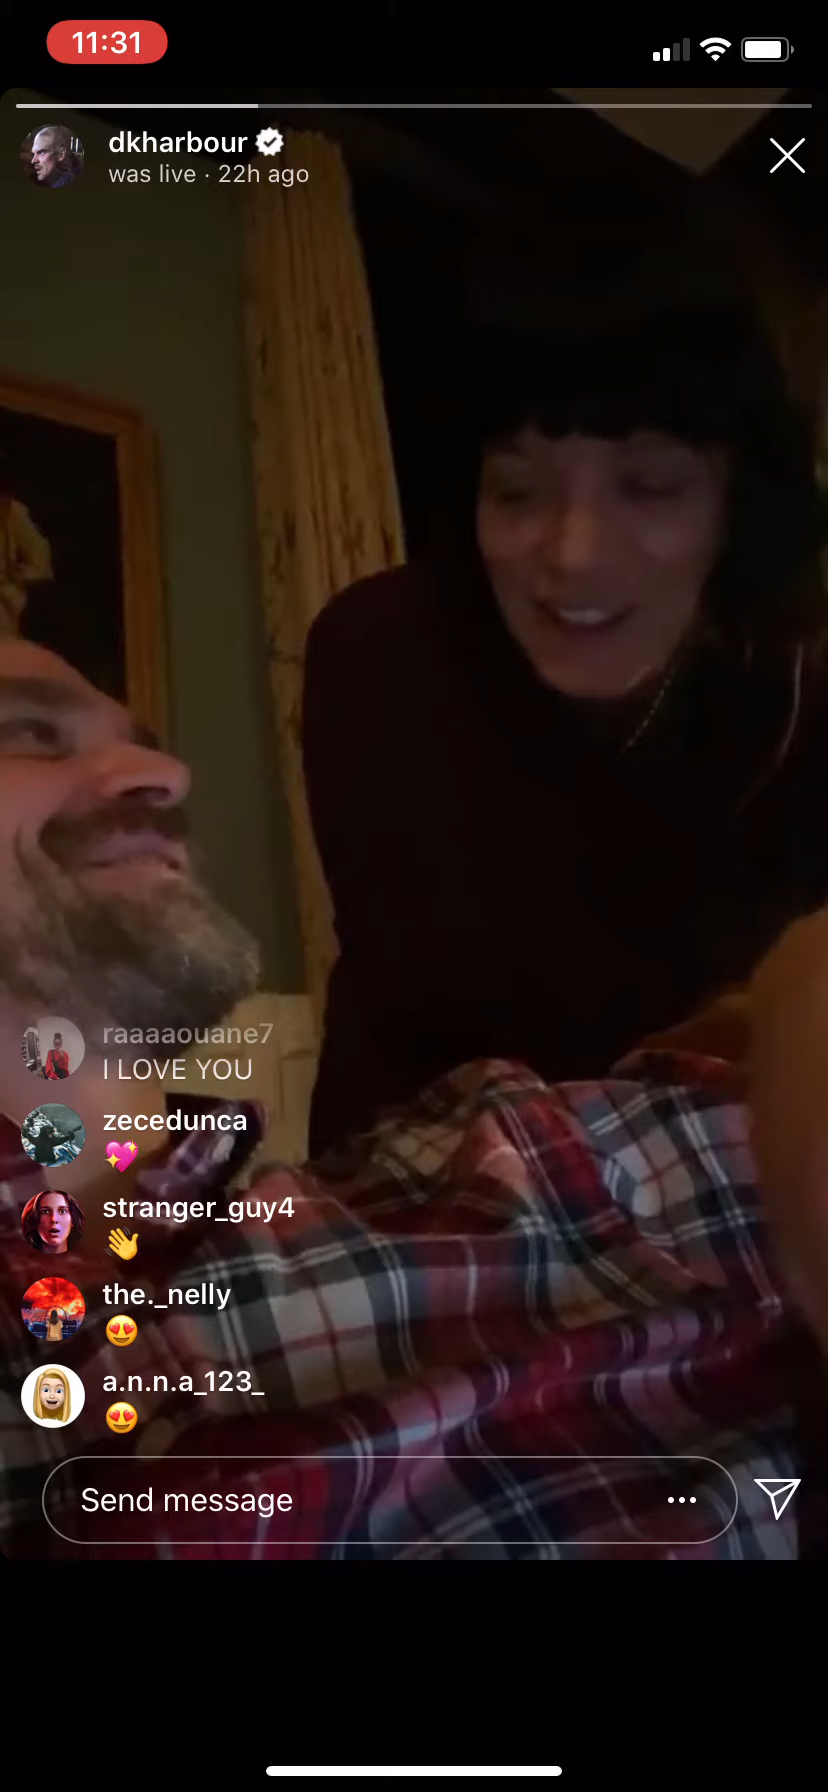 11:31
dkharbour
was live · 22h ago
raaaaouane7
I LOVE YOU
zecedunca
💖
stranger_guy4
👋
the._nelly
😍
a.n.n.a_123_
😍
Send message